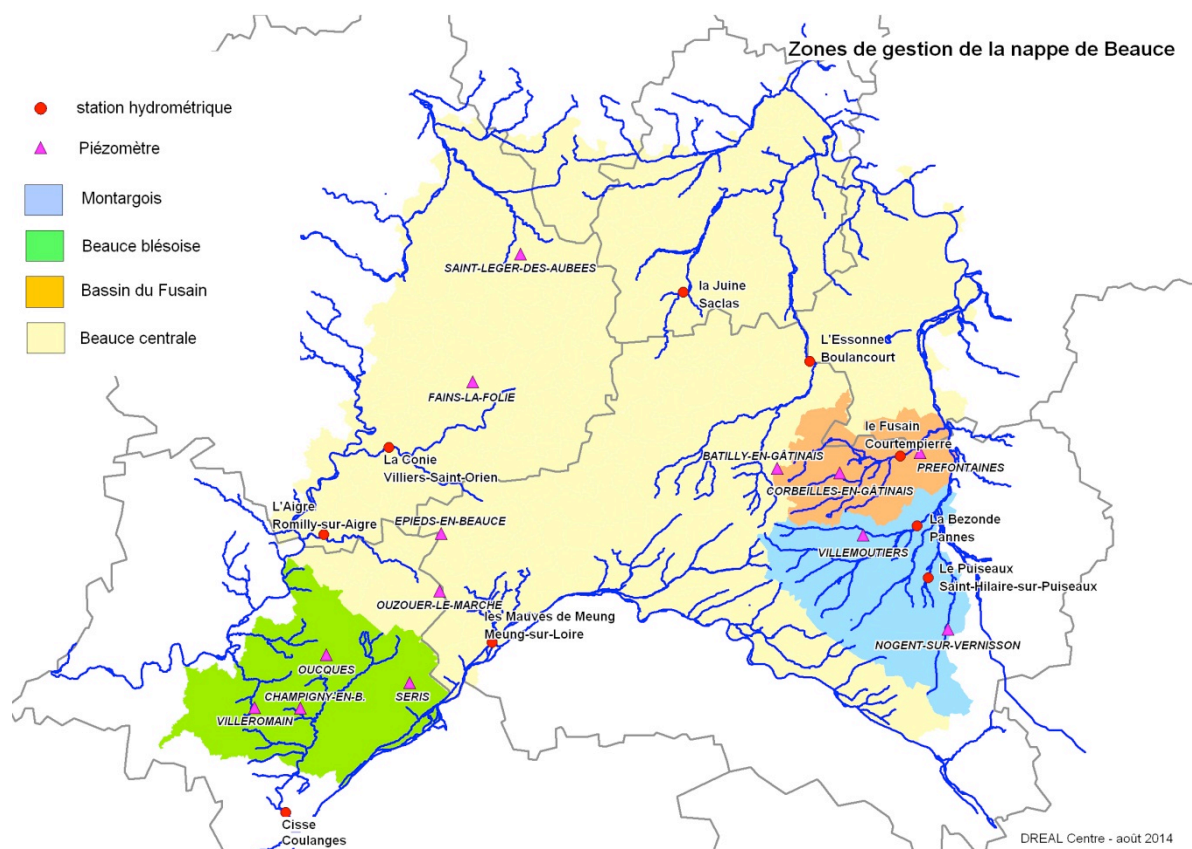 Zones de gestion de la nappe de Beauce
station hydrométrique
Piézomètre
Montargois
Beauce blésoise
Bassin du Fusain
Beauce centrale
SAINT-LEGER-DES-AUBEES
la Juine
Saclas
L'Essonne
Boulancourt
FAINS-LA-FOLIE
le Fusain
Courtempierre
La Conie
Villiers-Saint-Orien
BATILLY-EN-GÂTINAIS
PREFONTAINES
CORBEILLES-EN-GÂTINAIS
L'Aigre
Romilly-sur-Aigre
EPIEDS-EN-BEAUCE
La Bezonde
Pannes
VILLEMOUTIERS
Le Puiseaux
Saint-Hilaire-sur-Puiseaux
OUZOUER-LE-MARCHE
les Mauves de Meung
Meung-sur-Loire
NOGENT-SUR-VERNISSON
OUCQUES
CHAMPIGNY-EN-B.
SERIS
VILLEROMAIN
Cisse
Coulanges
DREAL Centre - août 2014